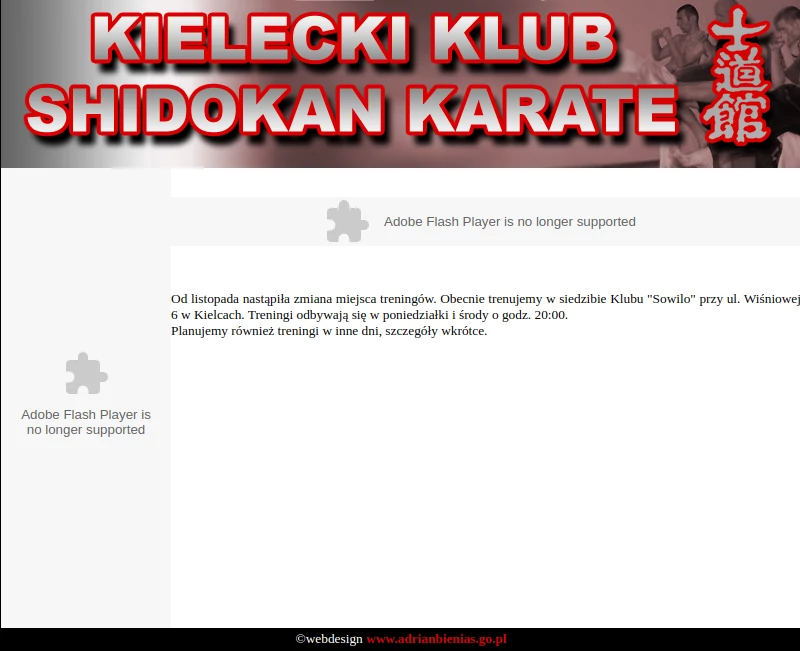 KIELECKI KLUB
SHIDOKAN KARATE
士道館
Adobe Flash Player is no longer supported
Od listopada nastąpiła zmiana miejsca treningów. Obecnie trenujemy w siedzibie Klubu "Sowilo" przy ul. Wiśniowej
6 w Kielcach. Treningi odbywają się w poniedziałki i środy o godz. 20:00.
Planujemy również treningi w inne dni, szczegóły wkrótce.
Adobe Flash Player is
no longer supported
©webdesign www.adrianbienias.go.pl